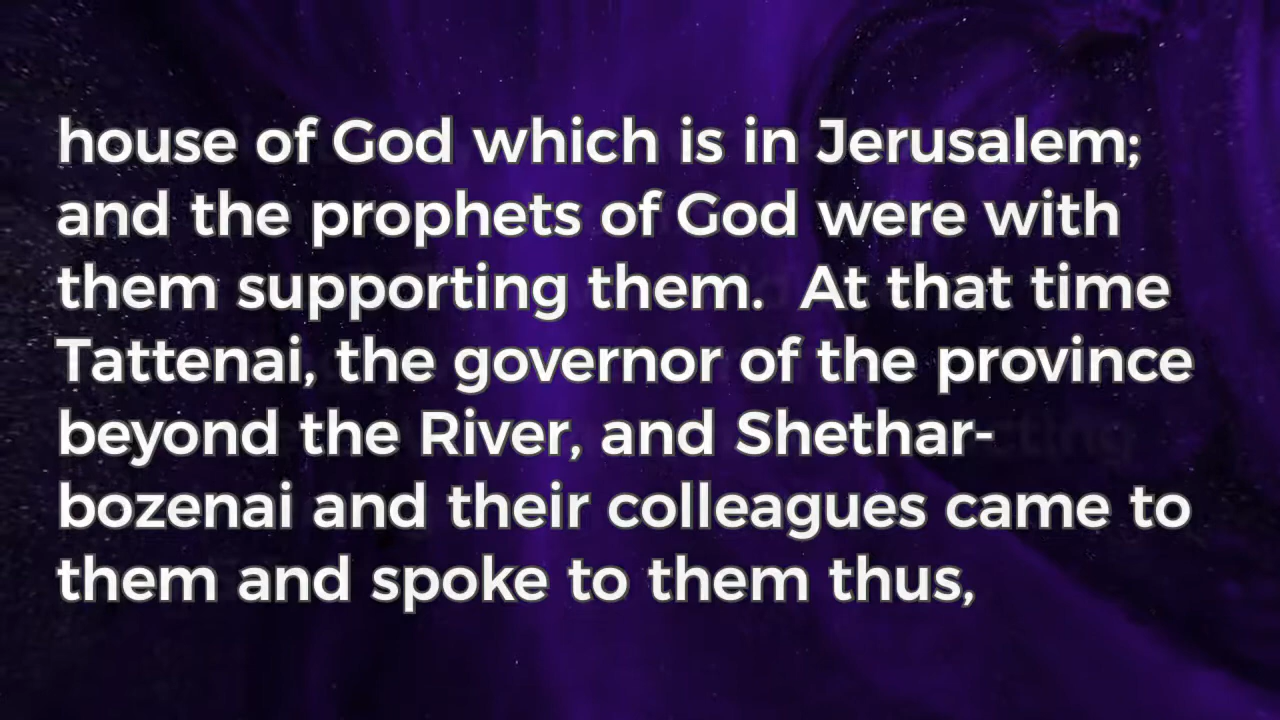 house of God which is in Jerusalem;
and the prophets of God were with
them supporting them.  At that time
Tattenai, the governor of the province
beyond the River, and Shethar-
bozenai and their colleagues came to
them and spoke to them thus,